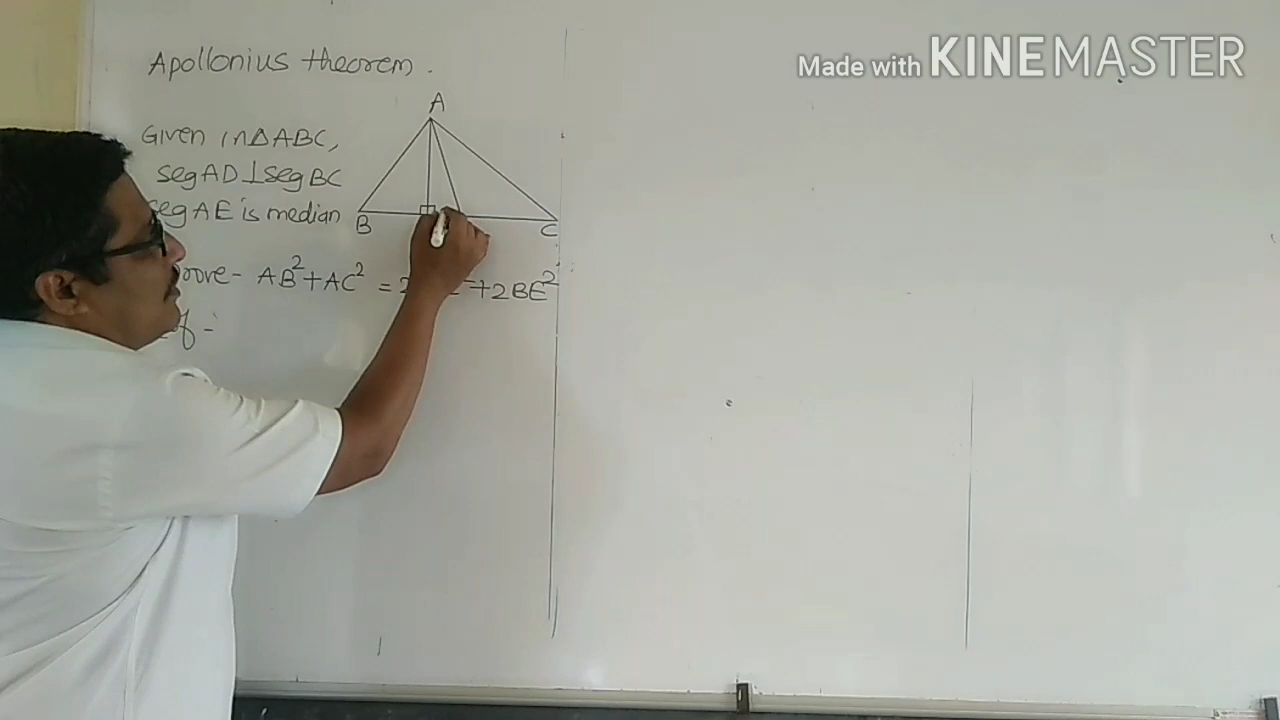 Made with KINEMASTER
Apollonius theorem.
A
Given in △ABC,
seg AD ⊥ seg BC
seg AE is median
B
C
AB²+AC² = 2 +2BE²